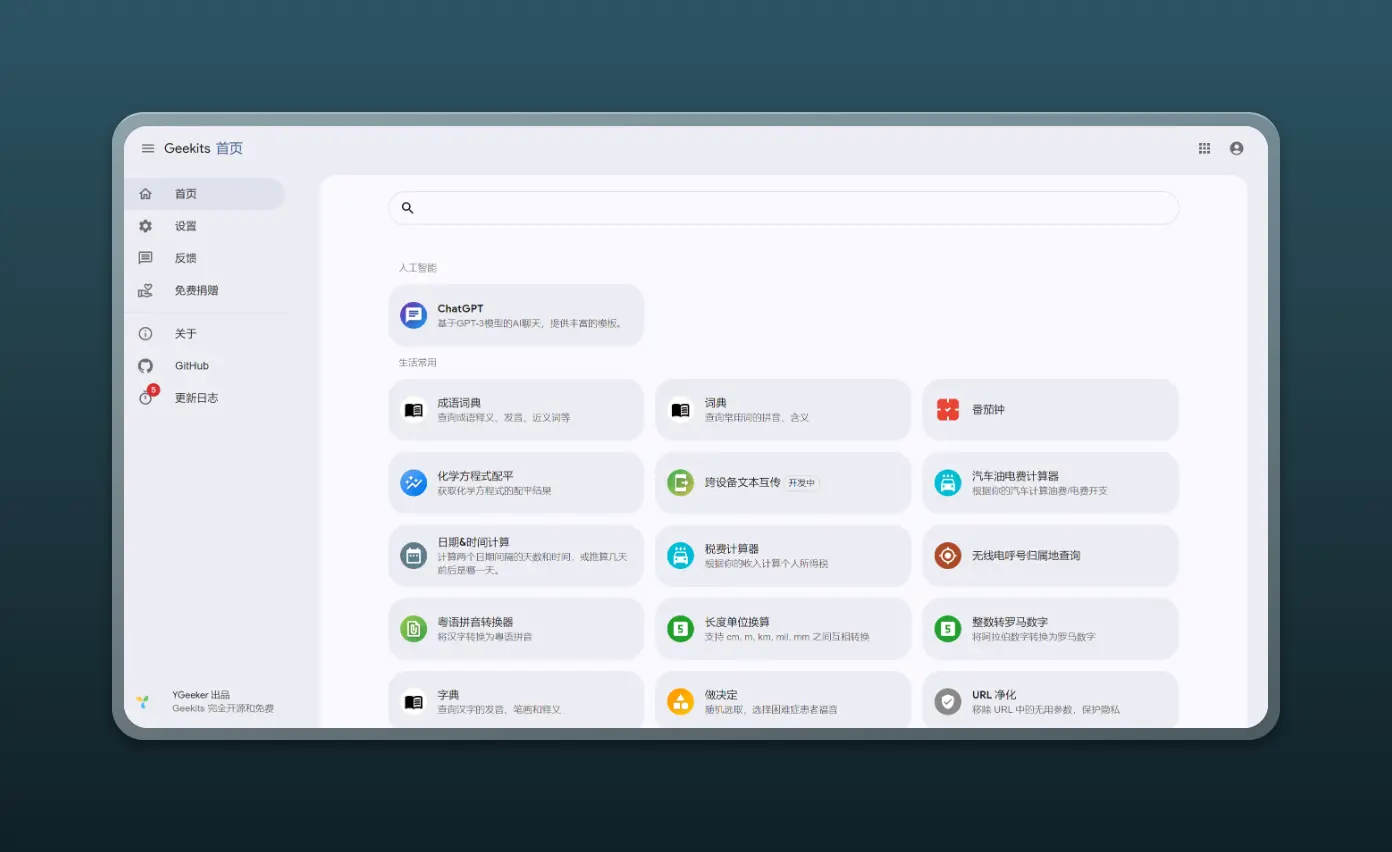 Geekits 首页
首页
设置
反馈
免费捐赠
关于
GitHub
5
更新日志
YGeeker 出品
Geekits 完全开源和免费
人工智能
ChatGPT
基于GPT-3模型的AI聊天，提供丰富的模板。
生活常用
成语词典
查询成语释义、发音、近义词等
词典
查询常用词的拼音、含义
番茄钟
化学方程式配平
获取化学方程式的配平结果
跨设备文本互传 开发中
汽车油电费计算器
根据你的汽车计算油费/电费开支
日期&时间计算
计算两个日期间隔的天数和时间，或推算几天
前后是哪一天。
税费计算器
根据你的收入计算个人所得税
无线电呼号归属地查询
粤语拼音转换器
将汉字转换为粤语拼音
5
长度单位换算
支持 cm, m, km, mil, mm 之间互相转换
5
整数转罗马数字
将阿拉伯数字转换为罗马数字
字典
查询汉字的发音、笔画和释义
做决定
随机选取，选择困难症患者福音
URL 净化
移除 URL 中的无用参数，保护隐私